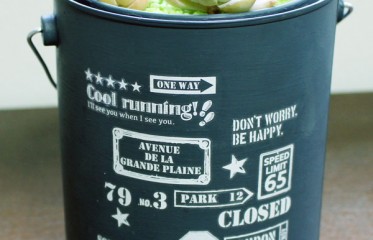 ONE WAY
Cool running!
I'll see you when I see you.
DON'T WORRY.
BE HAPPY.
AVENUE
DE LA
GRANDE PLAINE
SPEED
LIMIT
65
79 NO.3 PARK 12
CLOSED